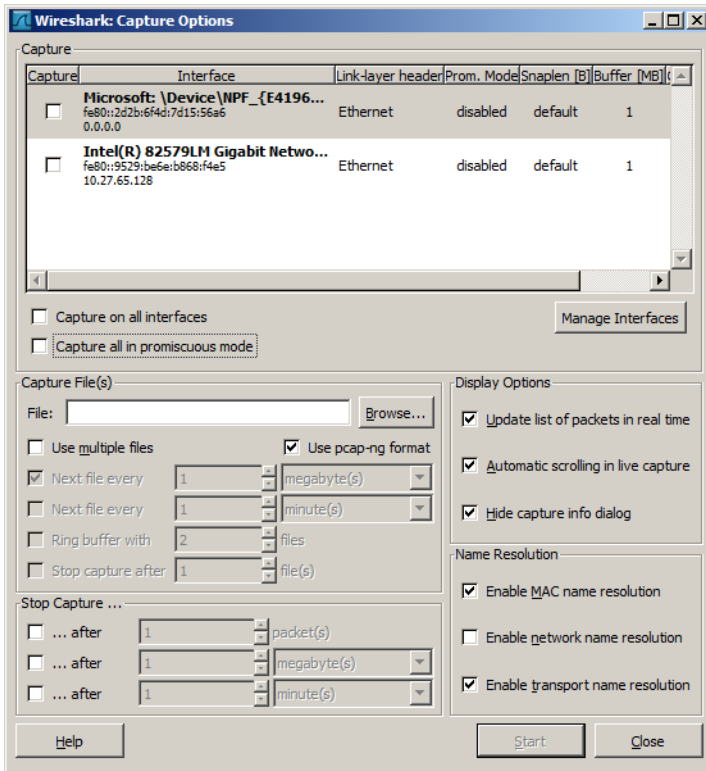 Wireshark: Capture Options
Capture
Capture Interface Link-layer header Prom. Mode Snaplen [B] Buffer [MB]
Microsoft: \Device\NPF_{E4196...
fe80::2d2b:6f4d:7d15:56a6 Ethernet disabled default 1
0.0.0.0
Intel(R) 82579LM Gigabit Netwo...
fe80::9529:be6e:b868:f4e5 Ethernet disabled default 1
10.27.65.128
Capture on all interfaces Manage Interfaces
Capture all in promiscuous mode
Capture File(s)
File: Browse...
Use multiple files Use pcap-ng format
Next file every 1 megabyte(s)
Next file every 1 minute(s)
Ring buffer with 2 files
Stop capture after 1 file(s)
Stop Capture ...
... after 1 packet(s)
... after 1 megabyte(s)
... after 1 minute(s)
Display Options
Update list of packets in real time
Automatic scrolling in live capture
Hide capture info dialog
Name Resolution
Enable MAC name resolution
Enable network name resolution
Enable transport name resolution
Help Start Close